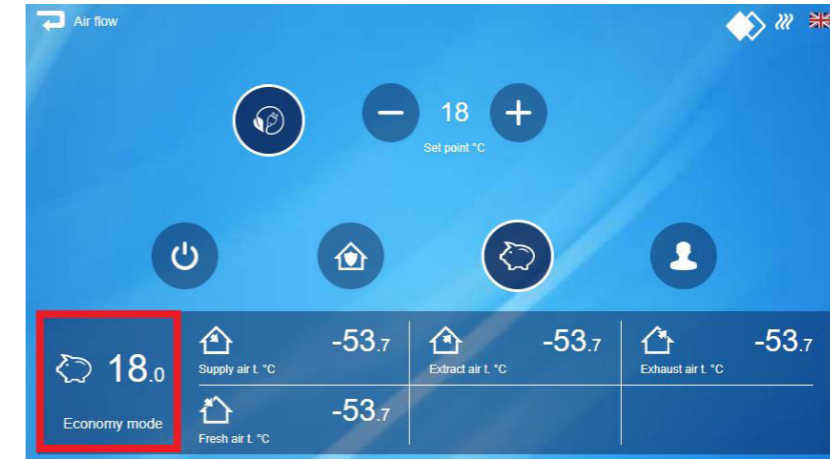 Air flow
18
Set point °C
18.0
Economy mode
-53.7
Supply air t. °C
-53.7
Extract air t. °C
-53.7
Exhaust air t. °C
-53.7
Fresh air t. °C